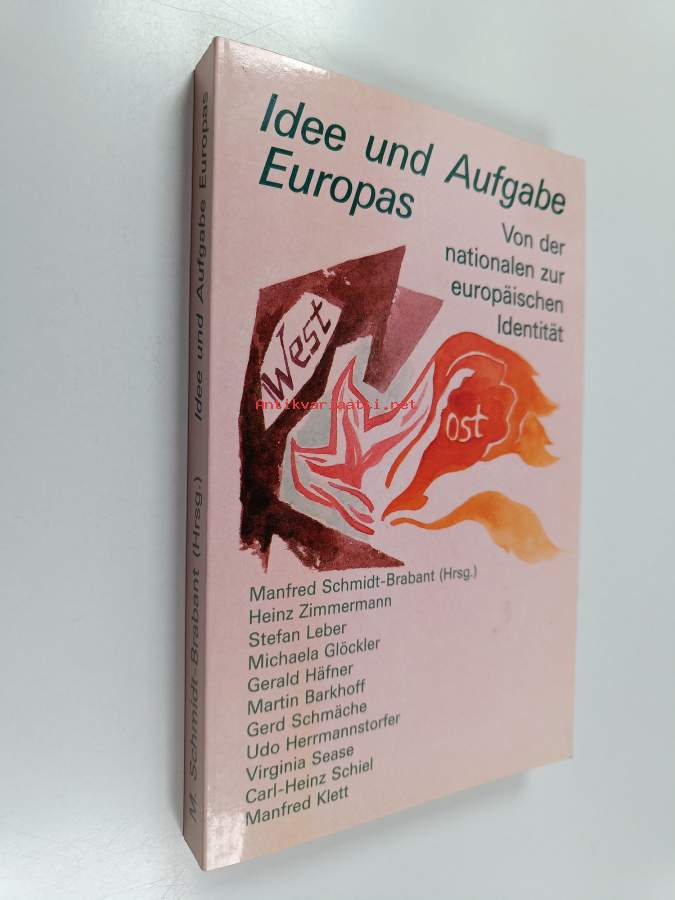 Idee und Aufgabe
Europas
Von der
nationalen zur
europäischen
Identität
West
Ost
Antikvariaatti.net
Manfred Schmidt-Brabant (Hrsg.)
Heinz Zimmermann
Stefan Leber
Michaela Glöckler
Gerald Häfner
Martin Barkhoff
Gerd Schmäche
Udo Herrmannstorfer
Virginia Sease
Carl-Heinz Schiel
Manfred Klett
M. Schmidt-Brabant (Hrsg.) Idee und Aufgabe Europas